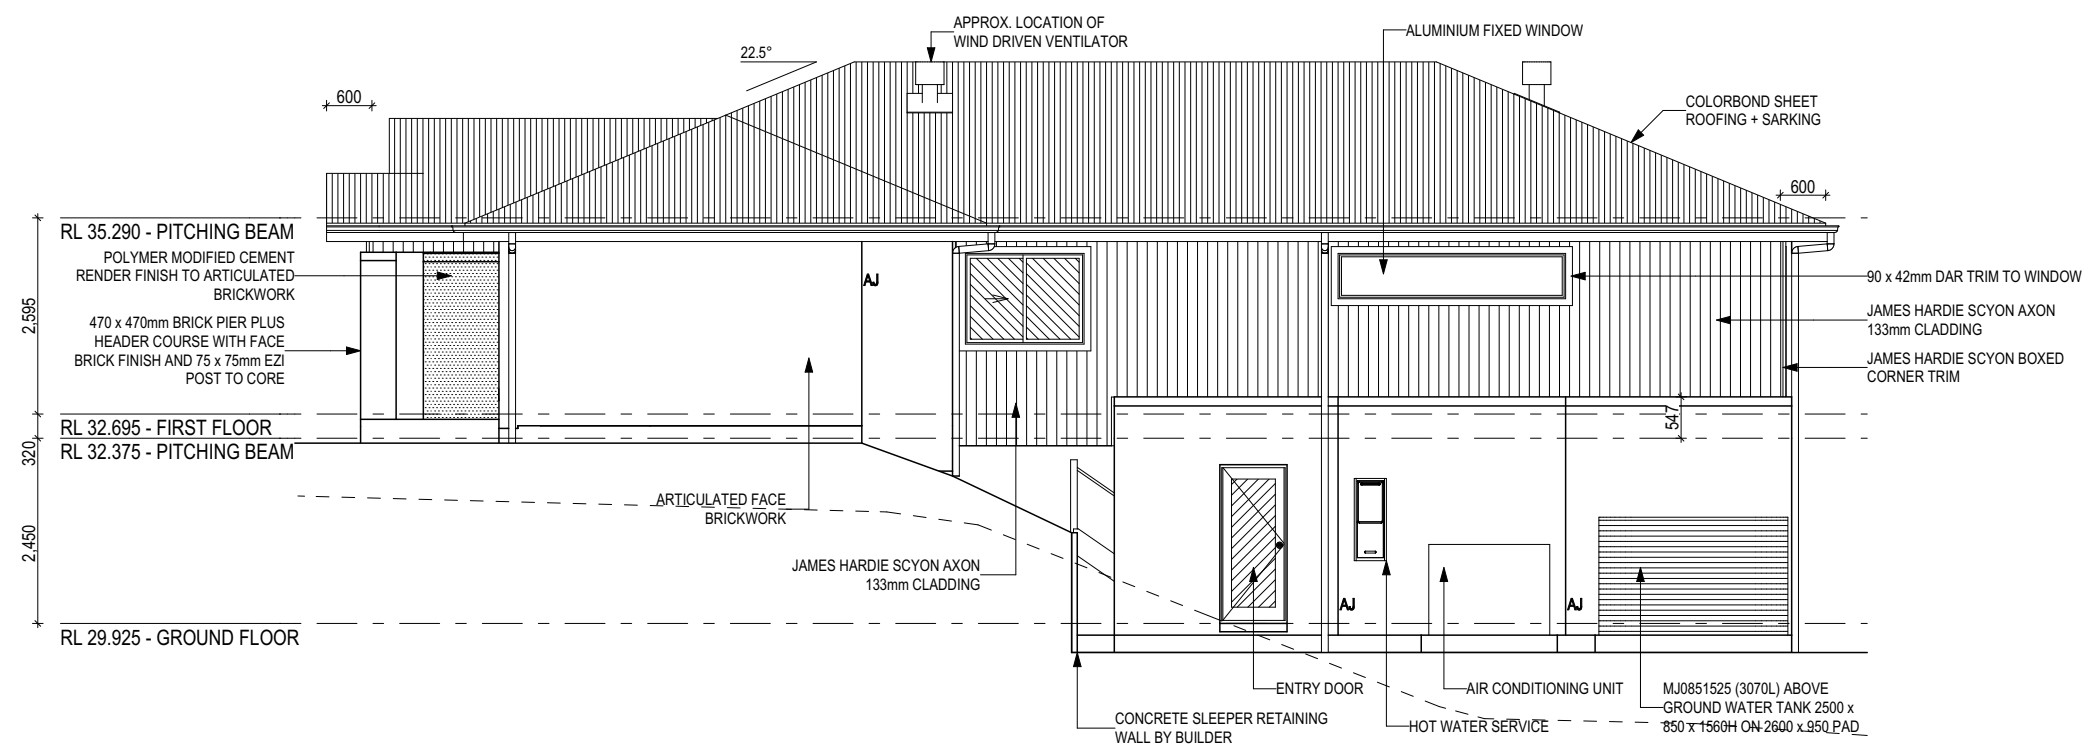 APPROX. LOCATION OF
WIND DRIVEN VENTILATOR
ALUMINIUM FIXED WINDOW
22.5°
600
COLORBOND SHEET
ROOFING + SARKING
600
RL 35.290 - PITCHING BEAM
POLYMER MODIFIED CEMENT
RENDER FINISH TO ARTICULATED
BRICKWORK
AJ
90 x 42mm DAR TRIM TO WINDOW
2,595
470 x 470mm BRICK PIER PLUS
HEADER COURSE WITH FACE
BRICK FINISH AND 75 x 75mm EZI
POST TO CORE
JAMES HARDIE SCYON AXON
133mm CLADDING
JAMES HARDIE SCYON BOXED
CORNER TRIM
547
RL 32.695 - FIRST FLOOR
320
RL 32.375 - PITCHING BEAM
ARTICULATED FACE
BRICKWORK
2,450
JAMES HARDIE SCYON AXON
133mm CLADDING
AJ
AJ
RL 29.925 - GROUND FLOOR
ENTRY DOOR
AIR CONDITIONING UNIT
MJ0851525 (3070L) ABOVE
GROUND WATER TANK 2500 x
850 x 1560H ON 2600 x 950 PAD
CONCRETE SLEEPER RETAINING
WALL BY BUILDER
HOT WATER SERVICE